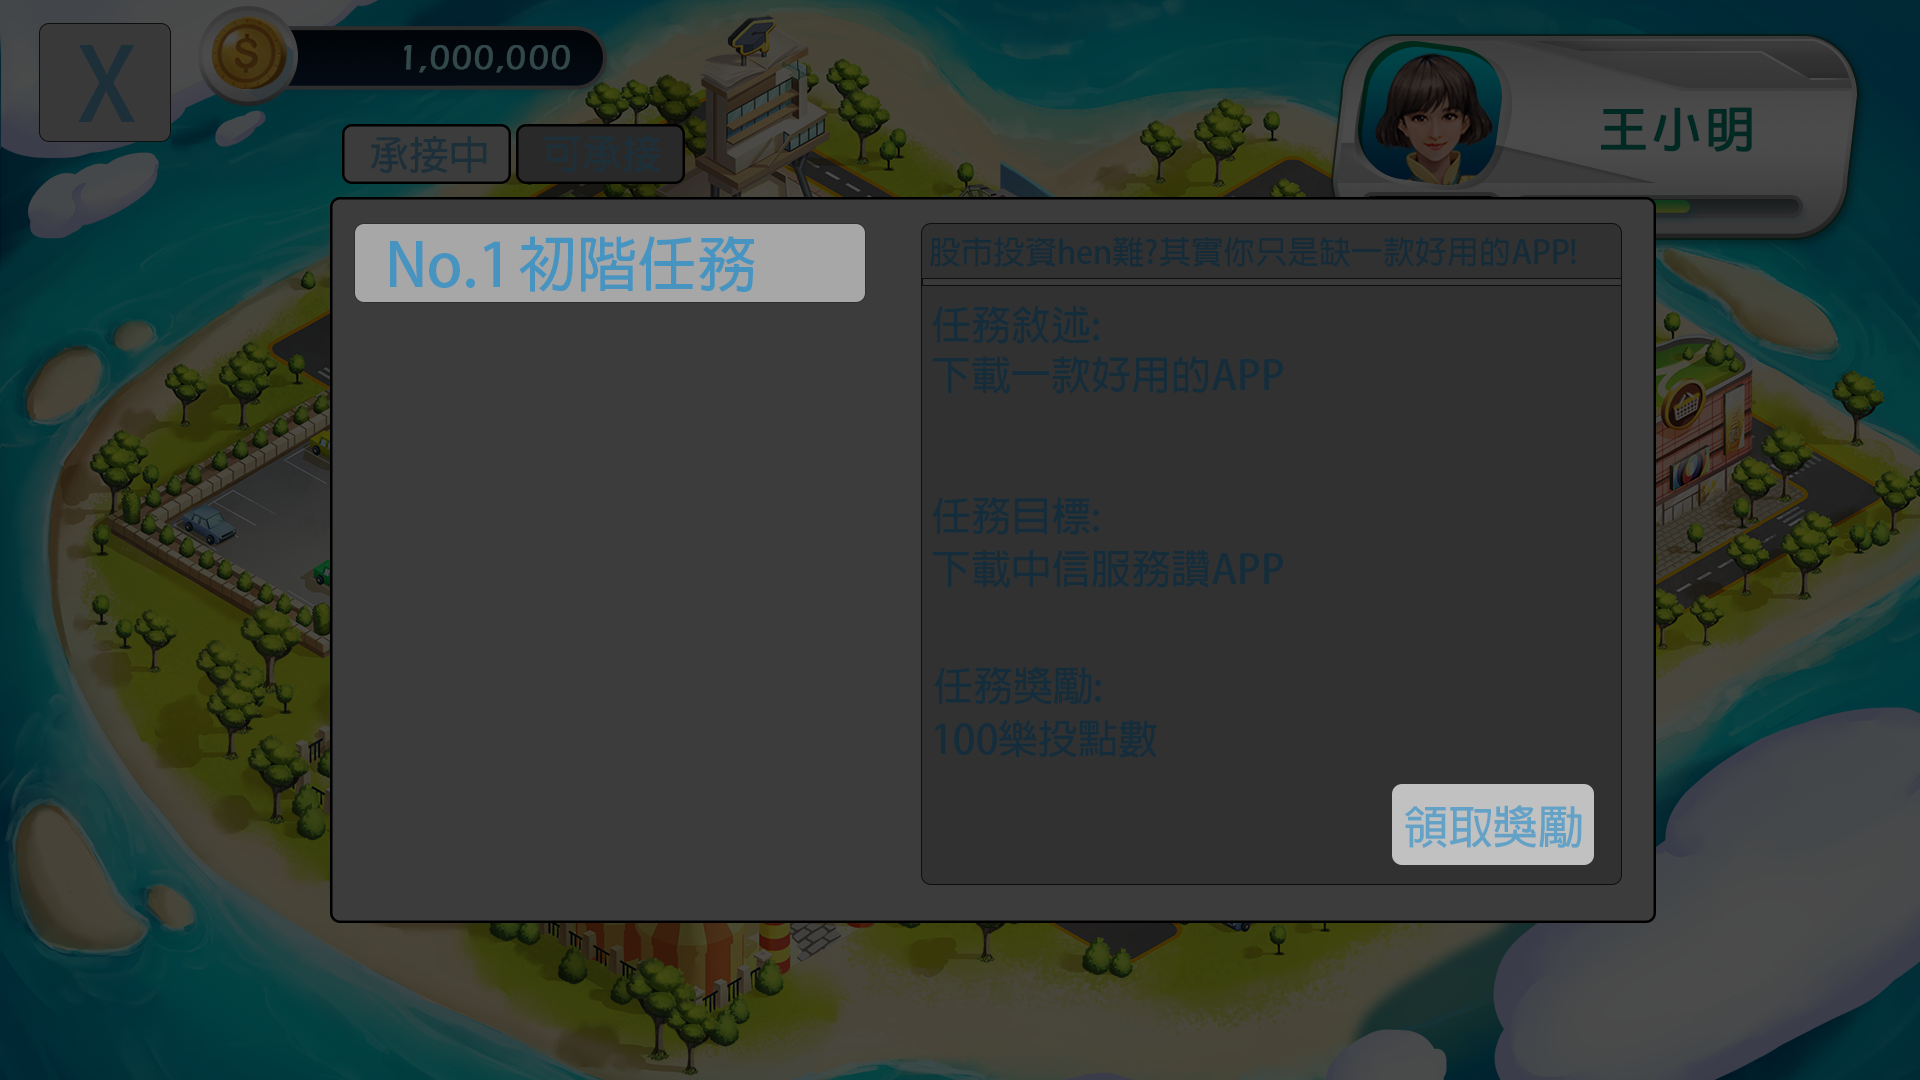 X
$
1,000,000
王小明
承接中
可承接
No.1 初階任務
股市投資hen難?其實你只是缺一款好用的APP!
任務敘述:
下載一款好用的APP
任務目標:
下載中信服務讚APP
任務獎勵:
100樂投點數
領取獎勵